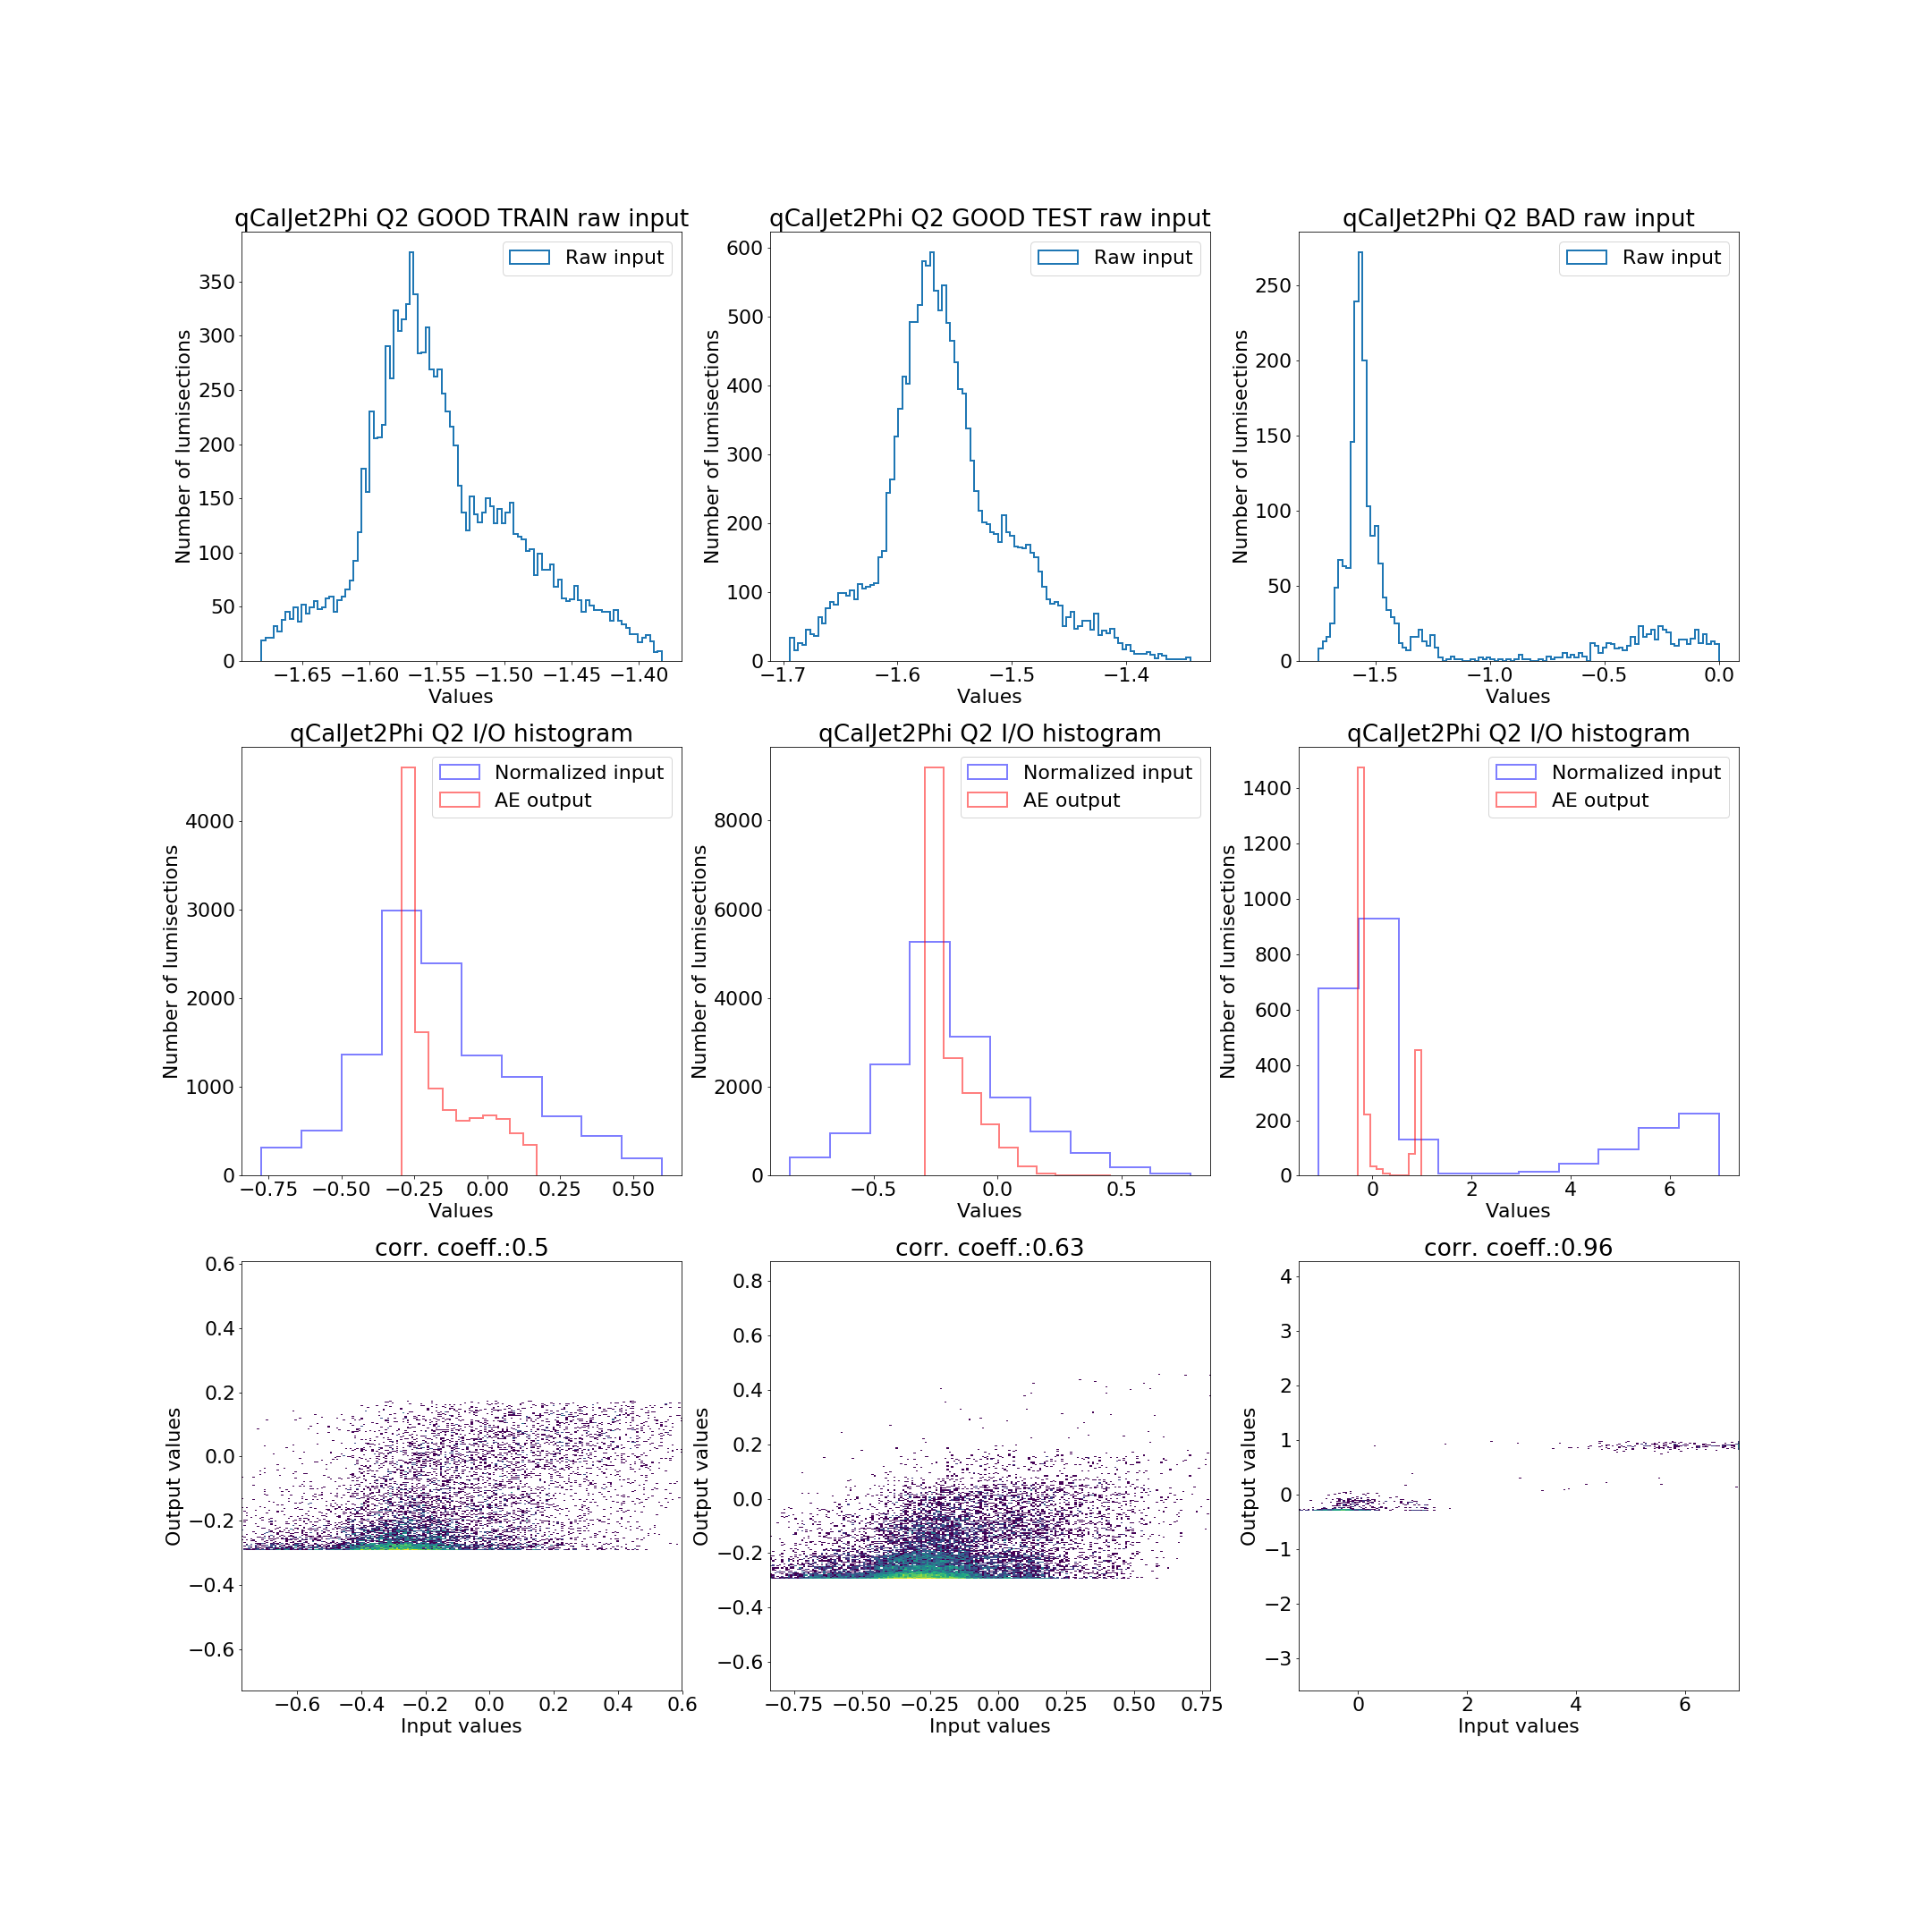 qCalJet2Phi Q2 GOOD TRAIN raw input
Raw input
Number of lumisections
350
300
250
200
150
100
50
0
−1.65 −1.60 −1.55 −1.50 −1.45 −1.40
Values
qCalJet2Phi Q2 GOOD TEST raw input
Raw input
Number of lumisections
600
500
400
300
200
100
0
−1.7 −1.6 −1.5 −1.4
Values
qCalJet2Phi Q2 BAD raw input
Raw input
Number of lumisections
250
200
150
100
50
0
−1.5 −1.0 −0.5 0.0
Values
qCalJet2Phi Q2 I/O histogram
Normalized input
AE output
Number of lumisections
4000
3000
2000
1000
0
−0.75 −0.50 −0.25 0.00 0.25 0.50
Values
qCalJet2Phi Q2 I/O histogram
Normalized input
AE output
Number of lumisections
8000
6000
4000
2000
0
−0.5 0.0 0.5
Values
qCalJet2Phi Q2 I/O histogram
Normalized input
AE output
Number of lumisections
1400
1200
1000
800
600
400
200
0
0 2 4 6
Values
corr. coeff.:0.5
Output values
0.6
0.4
0.2
0.0
−0.2
−0.4
−0.6
−0.6 −0.4 −0.2 0.0 0.2 0.4 0.6
Input values
corr. coeff.:0.63
Output values
0.8
0.6
0.4
0.2
0.0
−0.2
−0.4
−0.6
−0.75 −0.50 −0.25 0.00 0.25 0.50 0.75
Input values
corr. coeff.:0.96
Output values
4
3
2
1
0
−1
−2
−3
0 2 4 6
Input values